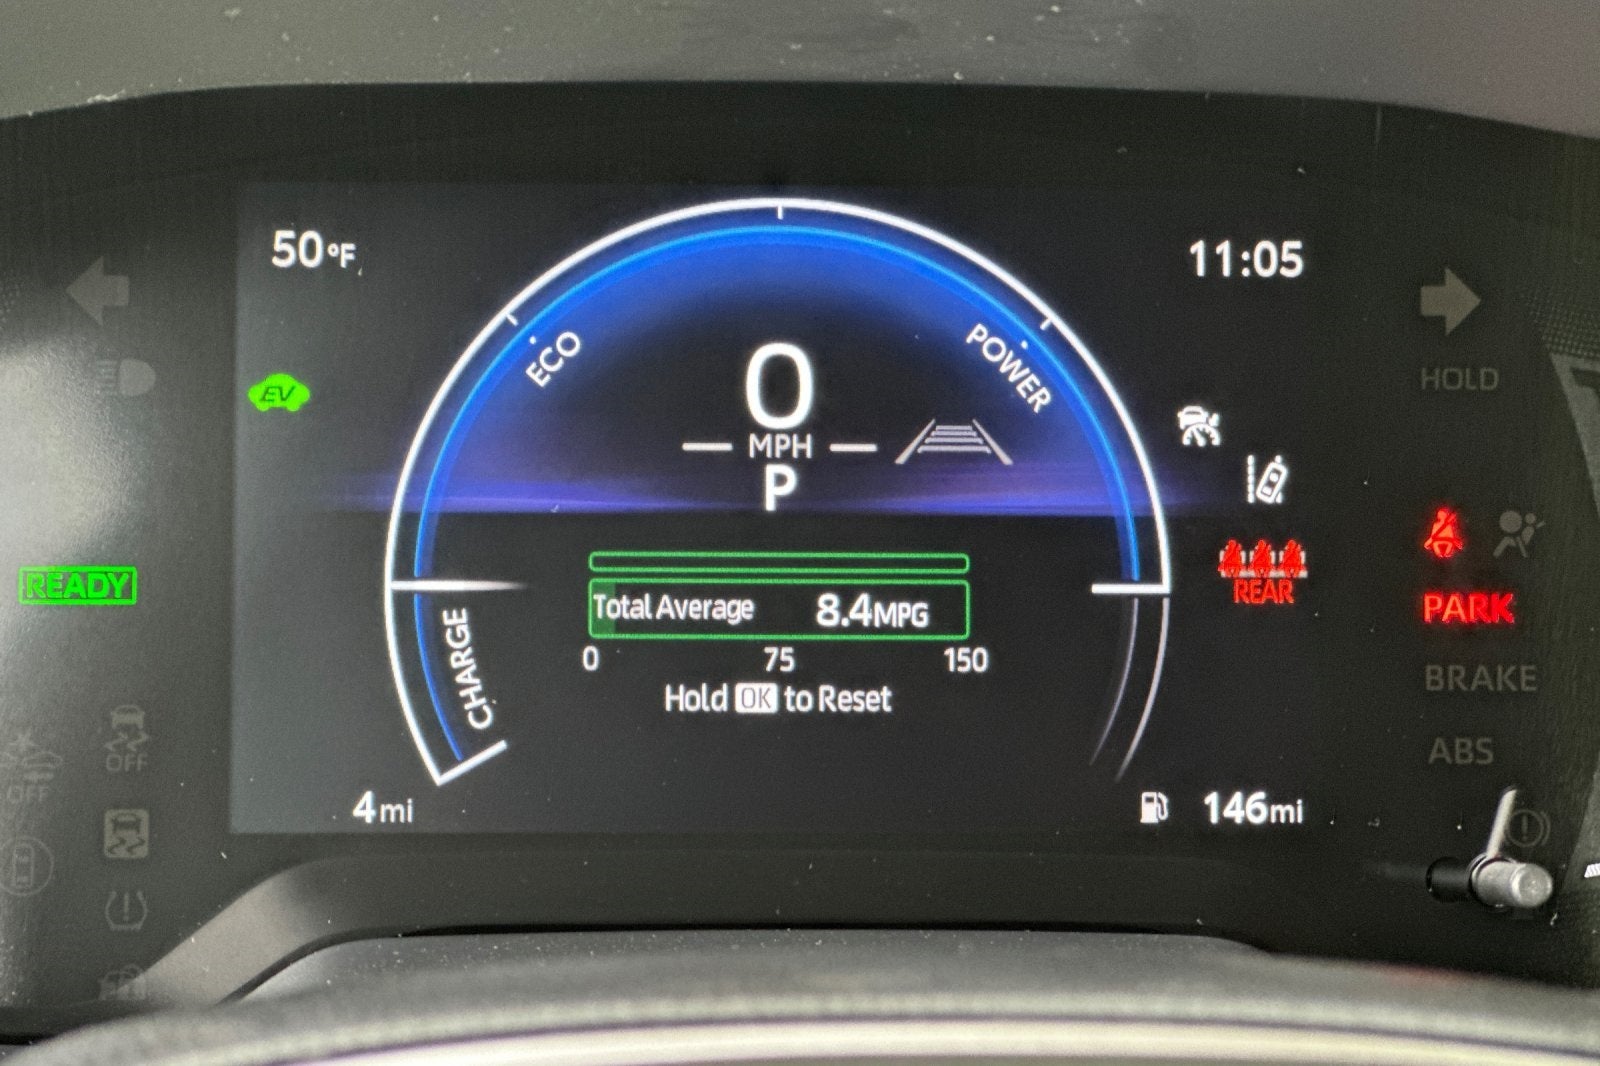 50°F
11:05
HOLD
EV
ECO
POWER
0
MPH
P
READY
REAR
PARK
Total Average 8.4MPG
0 75 150
Hold OK to Reset
CHARGE
BRAKE
ABS
OFF
OFF
4mi
146mi